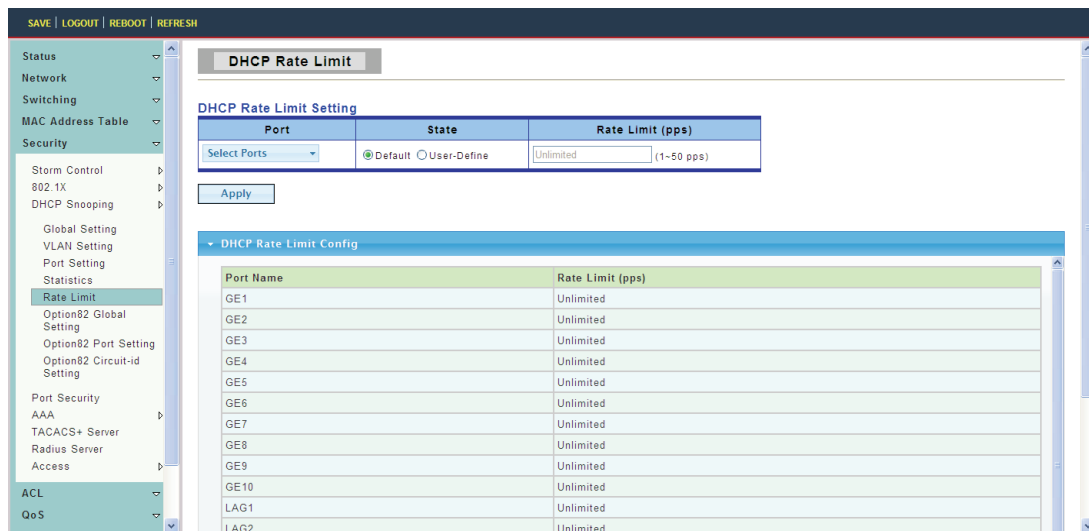 SAVE | LOGOUT | REBOOT | REFRESH
Status
Network
Switching
MAC Address Table
Security
Storm Control
802.1X
DHCP Snooping
Global Setting
VLAN Setting
Port Setting
Statistics
Rate Limit
Option82 Global
Setting
Option82 Port Setting
Option82 Circuit-id
Setting
Port Security
AAA
TACACS+ Server
Radius Server
Access
ACL
QoS
DHCP Rate Limit
DHCP Rate Limit Setting
Port State Rate Limit (pps)
Select Ports Default User-Define Unlimited (1~50 pps)
Apply
DHCP Rate Limit Config
Port Name Rate Limit (pps)
GE1 Unlimited
GE2 Unlimited
GE3 Unlimited
GE4 Unlimited
GE5 Unlimited
GE6 Unlimited
GE7 Unlimited
GE8 Unlimited
GE9 Unlimited
GE10 Unlimited
LAG1 Unlimited
LAG2 Unlimited